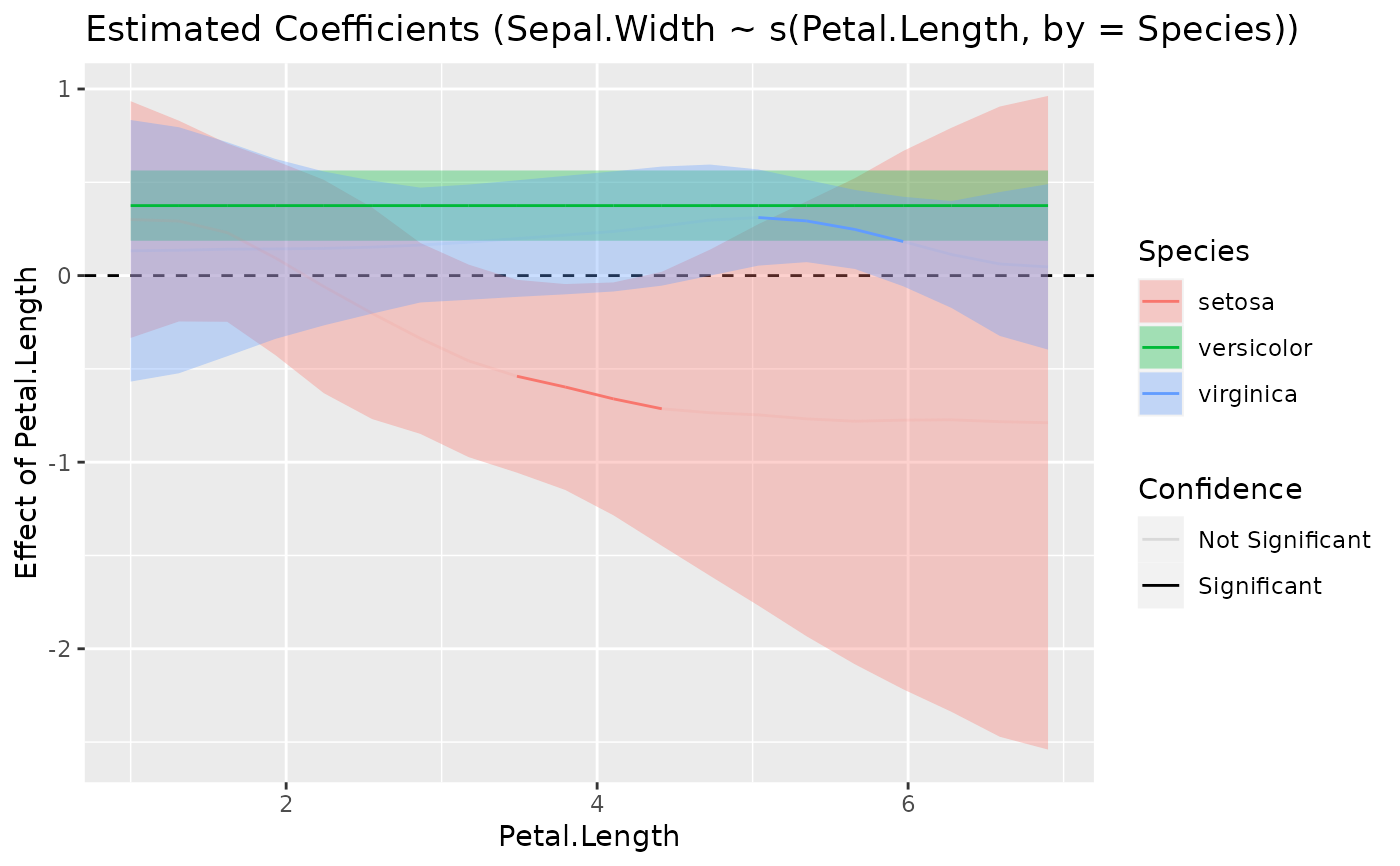 Estimated Coefficients (Sepal.Width ~ s(Petal.Length, by = Species))
Effect of Petal.Length
1
0
-1
-2
2
4
6
Petal.Length
Species
setosa
versicolor
virginica
Confidence
Not Significant
Significant